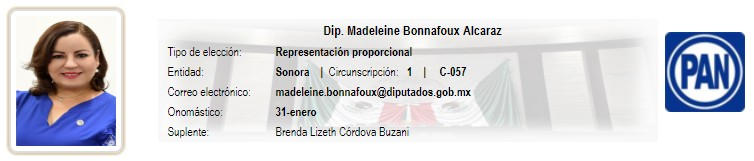 Dip. Madeleine Bonnafoux Alcaraz
Tipo de elección: Representación proporcional
Entidad: Sonora | Circunscripción: 1 | C-057
Correo electrónico: madeleine.bonnafoux@diputados.gob.mx
Onomástico: 31-enero
Suplente: Brenda Lizeth Córdova Buzani
PAN